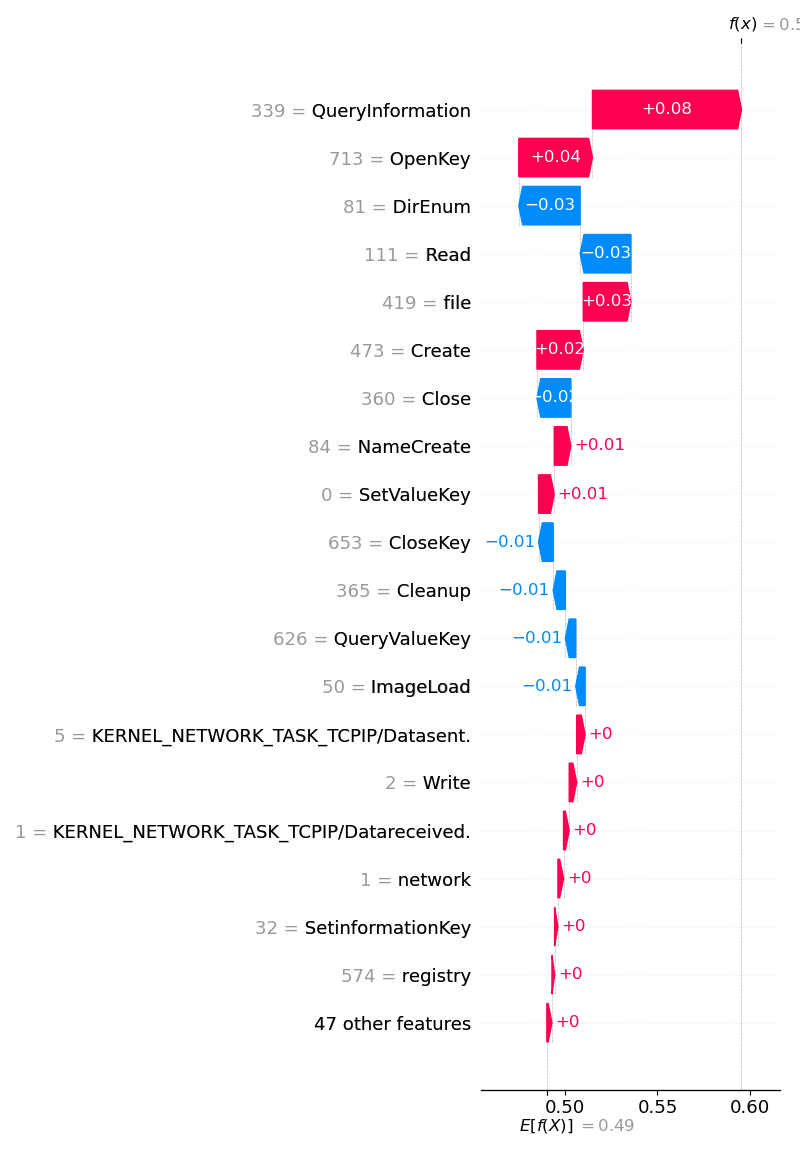 f(x) = 0.5
339 = QueryInformation +0.08
713 = OpenKey +0.04
81 = DirEnum −0.03
111 = Read −0.03
419 = file +0.03
473 = Create +0.02
360 = Close −0.02
84 = NameCreate +0.01
0 = SetValueKey +0.01
653 = CloseKey −0.01
365 = Cleanup −0.01
626 = QueryValueKey −0.01
50 = ImageLoad −0.01
5 = KERNEL_NETWORK_TASK_TCPIP/Datasent. +0
2 = Write +0
1 = KERNEL_NETWORK_TASK_TCPIP/Datareceived. +0
1 = network +0
32 = SetinformationKey +0
574 = registry +0
47 other features +0
0.50 0.55 0.60
E[f(X)] = 0.49